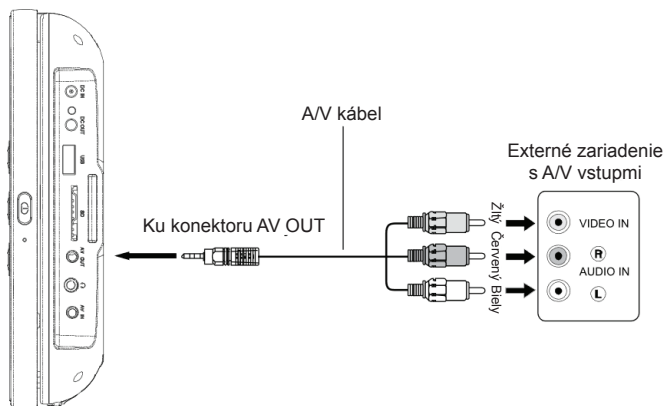 DC IN
DC OUT
USB
SD
AV OUT
AV IN
Ku konektoru AV OUT
A/V kábel
Žltý
Červený
Biely
Externé zariadenie
s A/V vstupmi
VIDEO IN
R
AUDIO IN
L